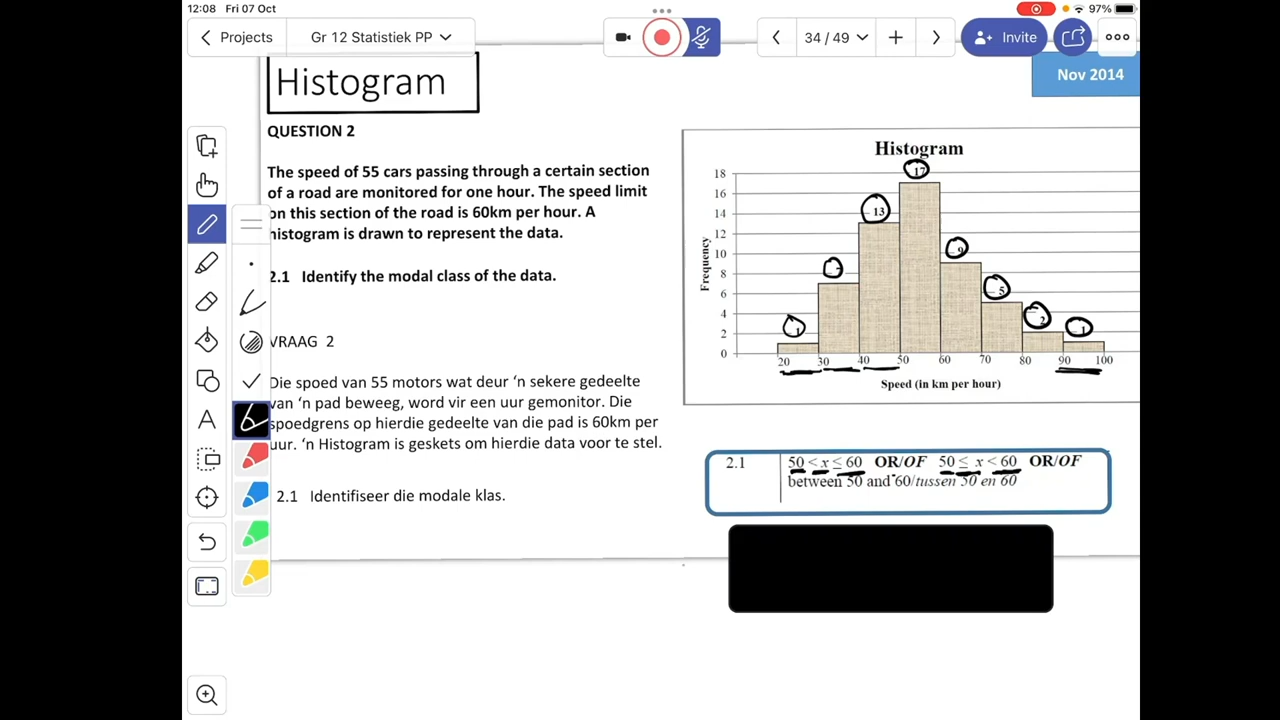 12:08 Fri 07 Oct
97%
Projects
Gr 12 Statistiek PP
34 / 49
Invite
Histogram
Nov 2014
QUESTION 2
The speed of 55 cars passing through a certain section
of a road are monitored for one hour. The speed limit
on this section of the road is 60km per hour. A
histogram is drawn to represent the data.
2.1 Identify the modal class of the data.
VRAAG 2
Die spoed van 55 motors wat deur ‘n sekere gedeelte
van ‘n pad beweeg, word vir een uur gemonitor. Die
spoedgrens op hierdie gedeelte van die pad is 60km per
uur. ‘n Histogram is geskets om hierdie data voor te stel.
2.1 Identifiseer die modale klas.
Histogram
Frequency
18
16
14
12
10
8
6
4
2
0
1
13
17
9
5
2
1
20 30 40 50 60 70 80 90 100
Speed (in km per hour)
2.1 50 < x ≤ 60 OR/OF 50 ≤ x < 60 OR/OF
between 50 and 60/tussen 50 en 60
A